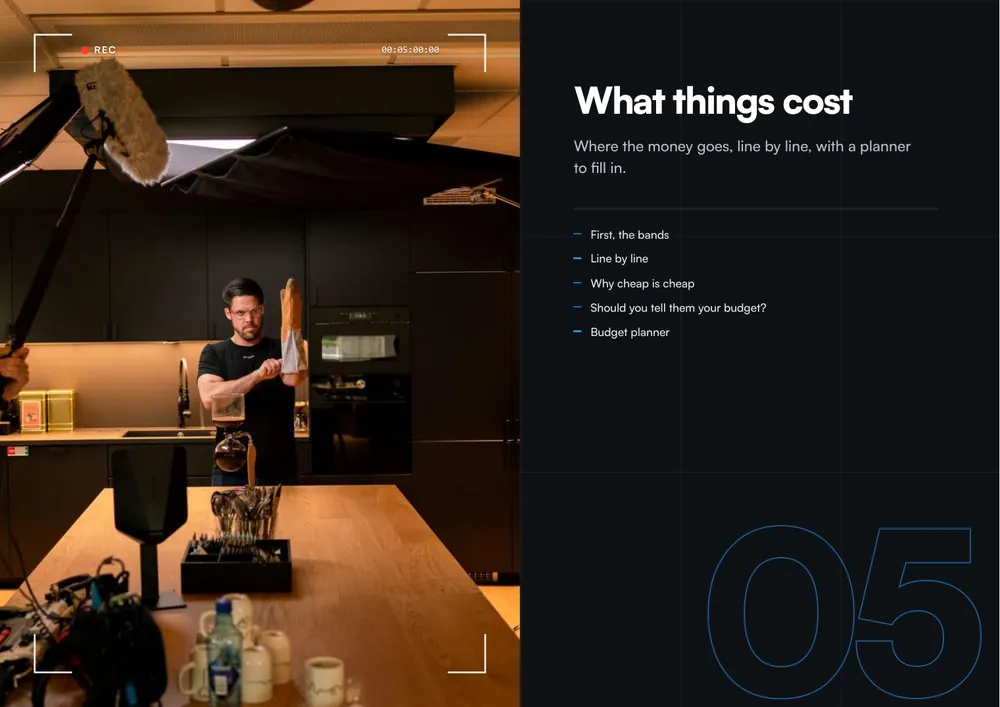 REC
00:05:00:00
What things cost
Where the money goes, line by line, with a planner
to fill in.
First, the bands
Line by line
Why cheap is cheap
Should you tell them your budget?
Budget planner
05